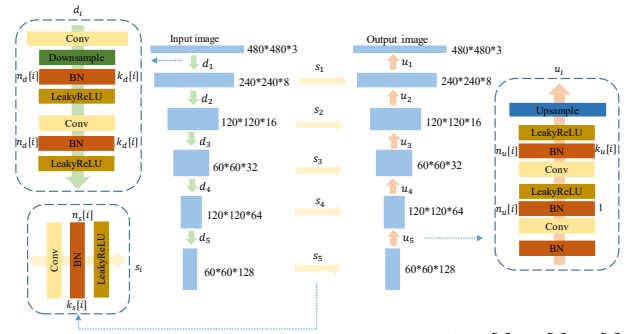 d_i
Conv
Downsample
n_d[i] BN k_d[i]
LeakyReLU
Conv
n_d[i] BN k_d[i]
LeakyReLU
n_s[i]
Conv
BN
LeakyReLU
s_i
k_s[i]
Input image
480*480*3
d_1
240*240*8
d_2
120*120*16
d_3
60*60*32
d_4
120*120*64
d_5
60*60*128
s_1
s_2
s_3
s_4
s_5
Output image
480*480*3
u_1
240*240*8
u_2
120*120*16
u_3
60*60*32
u_4
120*120*64
u_5
60*60*128
u_i
Upsample
LeakyReLU
n_u[i] BN k_u[i]
Conv
LeakyReLU
n_u[i] BN 1
Conv
BN